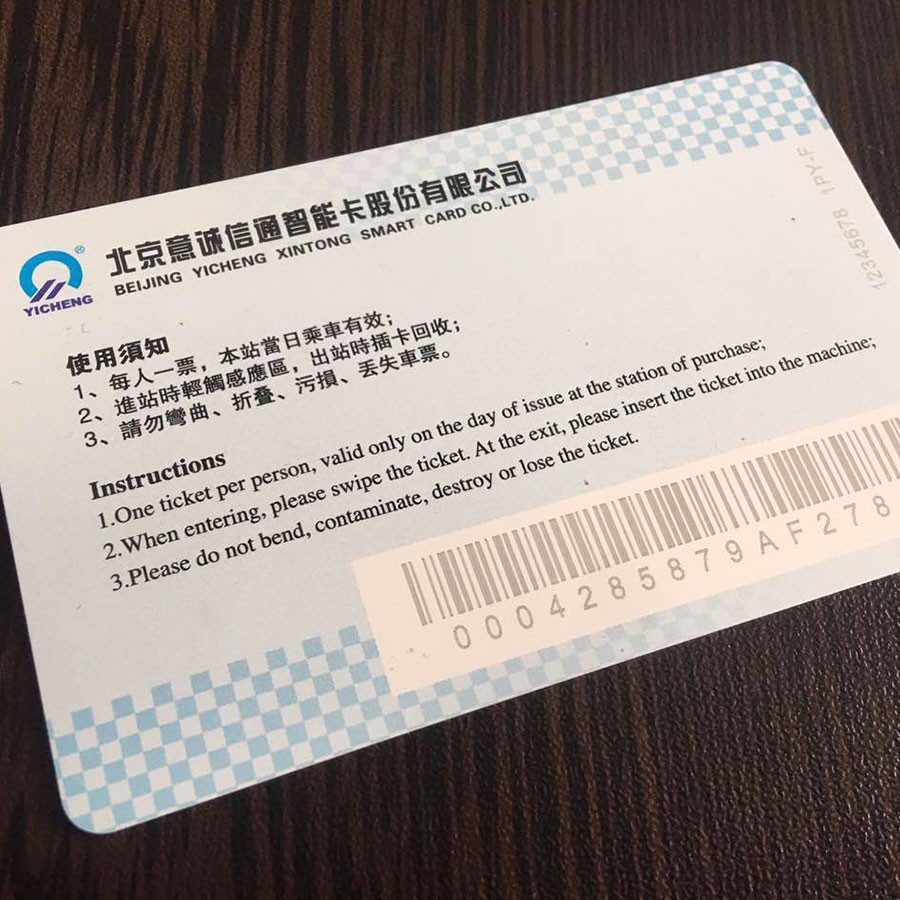 北京意诚信通智能卡股份有限公司
BEIJING YICHENG XINTONG SMART CARD CO.,LTD.
®
YICHENG
12345678 1PY-F
使用須知
1、每人一票，本站當日乘車有效；
2、進站時輕觸感應區，出站時插卡回收；
3、請勿彎曲、折叠、污損、丟失車票。
Instructions
1.One ticket per person, valid only on the day of issue at the station of purchase;
2.When entering, please swipe the ticket. At the exit, please insert the ticket into the machine;
3.Please do not bend, contaminate, destroy or lose the ticket.
0004285879AF278